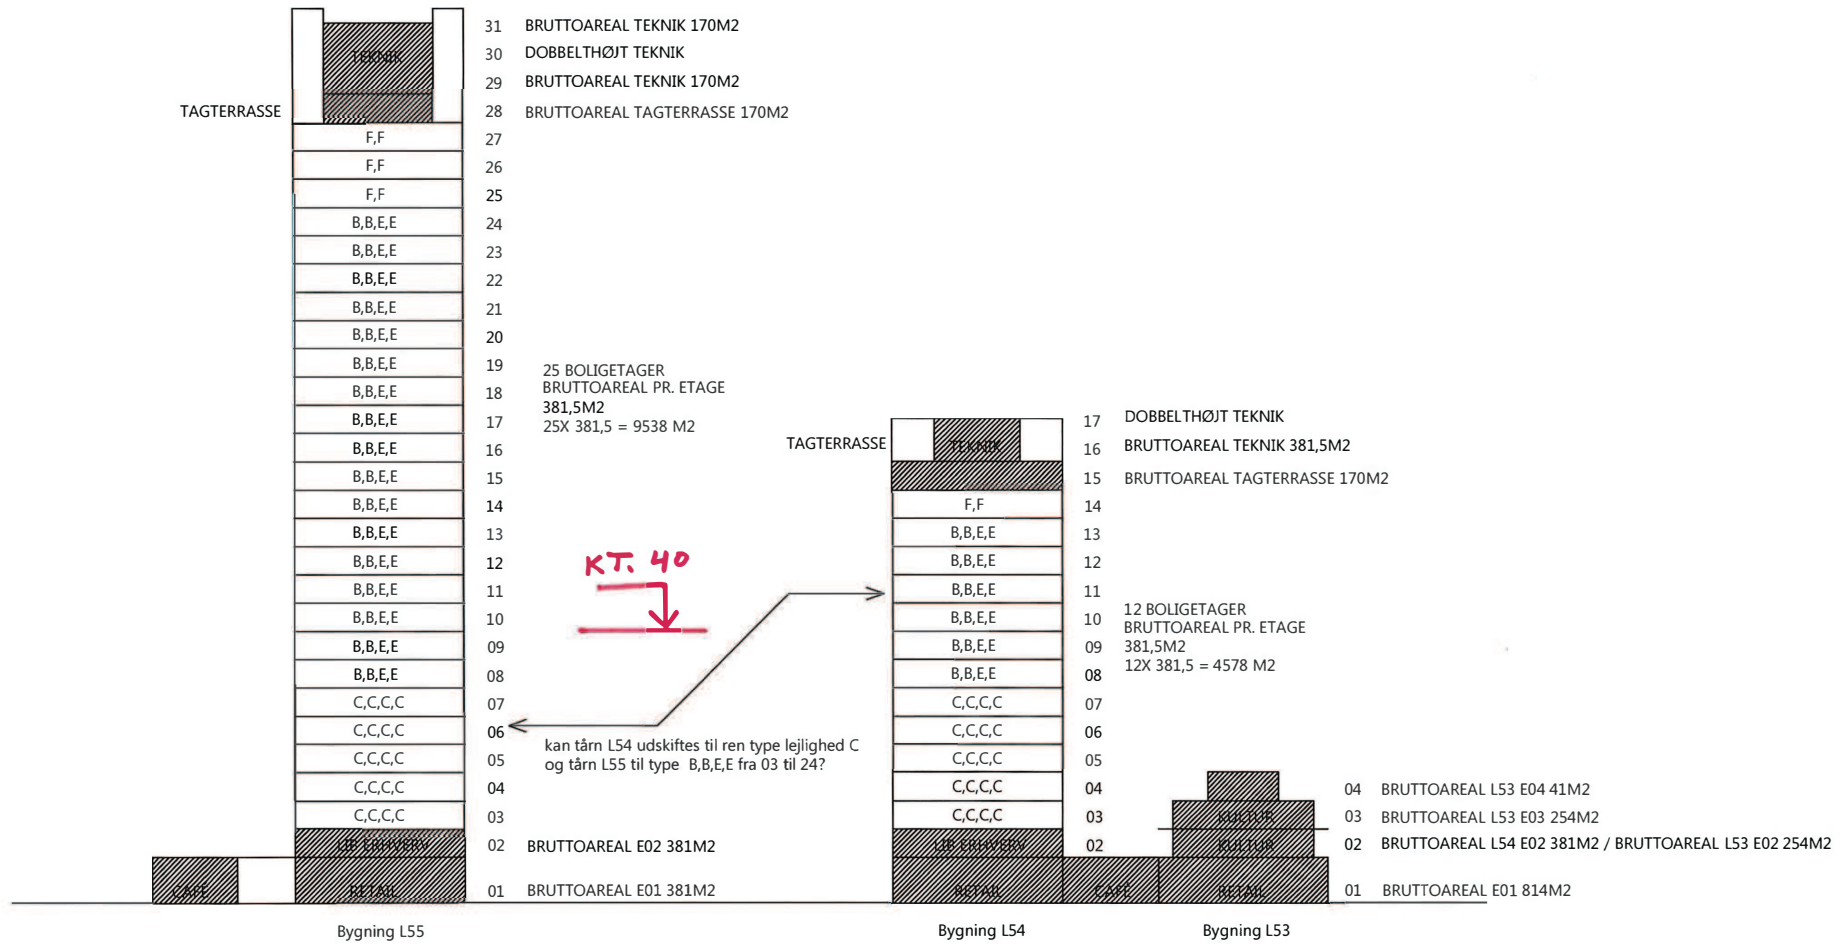 31 BRUTTOAREAL TEKNIK 170M2
TEKNIK
30 DOBBELTHØJT TEKNIK
29 BRUTTOAREAL TEKNIK 170M2
TAGTERRASSE
28 BRUTTOAREAL TAGTERRASSE 170M2
F,F 27
F,F 26
F,F 25
B,B,E,E 24
B,B,E,E 23
B,B,E,E 22
B,B,E,E 21
B,B,E,E 20
B,B,E,E 19
B,B,E,E 18
B,B,E,E 17
B,B,E,E 16
B,B,E,E 15
B,B,E,E 14
B,B,E,E 13
B,B,E,E 12
B,B,E,E 11
B,B,E,E 10
B,B,E,E 09
B,B,E,E 08
C,C,C,C 07
C,C,C,C 06
C,C,C,C 05
C,C,C,C 04
C,C,C,C 03
LIB ERHVERV 02 BRUTTOAREAL E02 381M2
CAFÉ
RETAIL 01 BRUTTOAREAL E01 381M2
Bygning L55
25 BOLIGETAGER
BRUTTOAREAL PR. ETAGE
381,5M2
25X 381,5 = 9538 M2
KT. 40
kan tårn L54 udskiftes til ren type lejlighed C
og tårn L55 til type B,B,E,E fra 03 til 24?
17 DOBBELTHØJT TEKNIK
TAGTERRASSE
TEKNIK
16 BRUTTOAREAL TEKNIK 381,5M2
15 BRUTTOAREAL TAGTERRASSE 170M2
F,F 14
B,B,E,E 13
B,B,E,E 12
B,B,E,E 11
B,B,E,E 10
B,B,E,E 09
B,B,E,E 08
C,C,C,C 07
C,C,C,C 06
C,C,C,C 05
C,C,C,C 04
C,C,C,C 03
LIB ERHVERV 02
RETAIL
CAFÉ
Bygning L54
12 BOLIGETAGER
BRUTTOAREAL PR. ETAGE
381,5M2
12X 381,5 = 4578 M2
04 BRUTTOAREAL L53 E04 41M2
KULTUR 03 BRUTTOAREAL L53 E03 254M2
KULTUR 02 BRUTTOAREAL L54 E02 381M2 / BRUTTOAREAL L53 E02 254M2
RETAIL 01 BRUTTOAREAL E01 814M2
Bygning L53